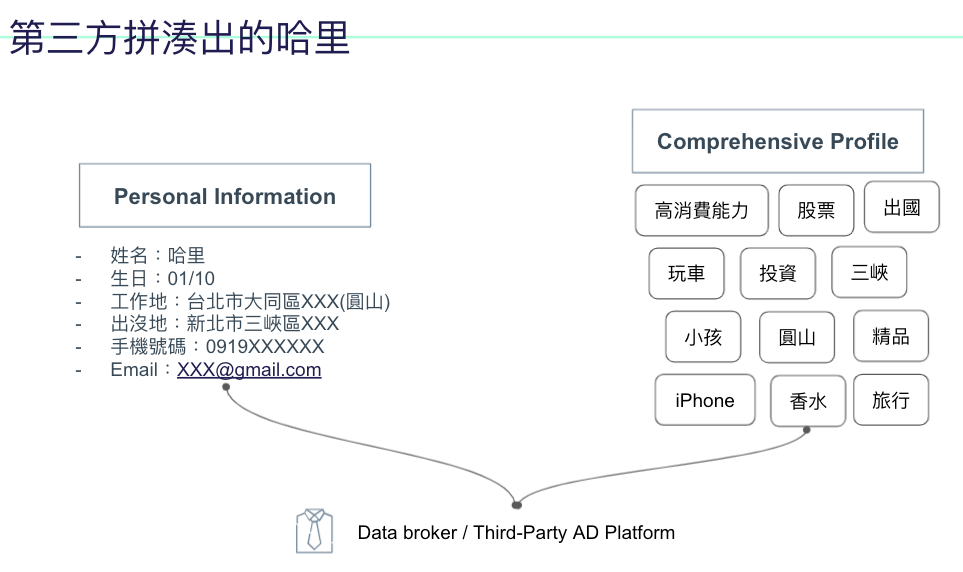 第三方拼湊出的哈里
Personal Information
- 姓名：哈里
- 生日：01/10
- 工作地：台北市大同區XXX(圓山)
- 出沒地：新北市三峽區XXX
- 手機號碼：0919XXXXXX
- Email：XXX@gmail.com
Comprehensive Profile
高消費能力 股票 出國
玩車 投資 三峽
小孩 圓山 精品
iPhone 香水 旅行
Data broker / Third-Party AD Platform